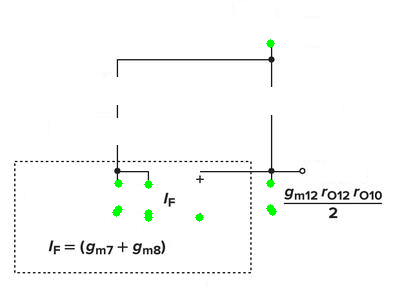 +
I_F
g_m12 r_O12 r_O10
2
I_F = (g_m7 + g_m8)